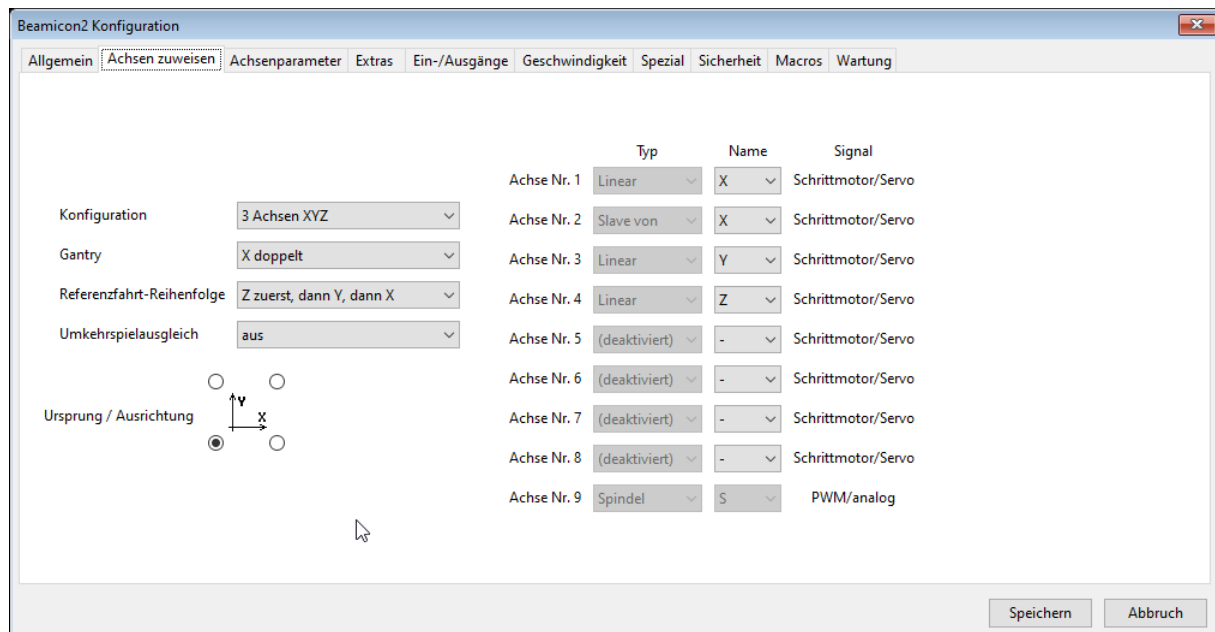 Beamicon2 Konfiguration
Allgemein Achsen zuweisen Achsenparameter Extras Ein-/Ausgänge Geschwindigkeit Spezial Sicherheit Macros Wartung
Typ Name Signal
Achse Nr. 1 Linear X Schrittmotor/Servo
Konfiguration 3 Achsen XYZ
Achse Nr. 2 Slave von X Schrittmotor/Servo
Gantry X doppelt
Achse Nr. 3 Linear Y Schrittmotor/Servo
Referenzfahrt-Reihenfolge Z zuerst, dann Y, dann X
Achse Nr. 4 Linear Z Schrittmotor/Servo
Umkehrspielausgleich aus
Achse Nr. 5 (deaktiviert) - Schrittmotor/Servo
Achse Nr. 6 (deaktiviert) - Schrittmotor/Servo
Ursprung / Ausrichtung Y X
Achse Nr. 7 (deaktiviert) - Schrittmotor/Servo
Achse Nr. 8 (deaktiviert) - Schrittmotor/Servo
Achse Nr. 9 Spindel S PWM/analog
Speichern Abbruch